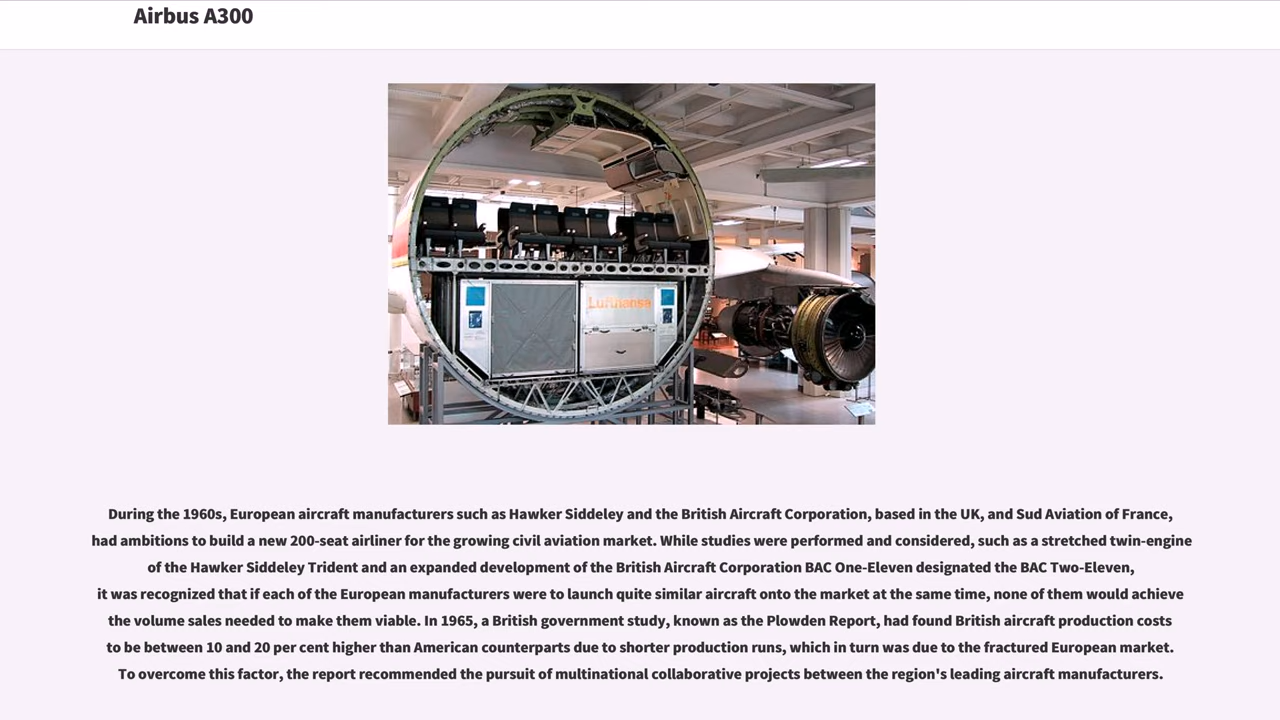 Airbus A300
Lufthansa
During the 1960s, European aircraft manufacturers such as Hawker Siddeley and the British Aircraft Corporation, based in the UK, and Sud Aviation of France,
had ambitions to build a new 200-seat airliner for the growing civil aviation market. While studies were performed and considered, such as a stretched twin-engine
of the Hawker Siddeley Trident and an expanded development of the British Aircraft Corporation BAC One-Eleven designated the BAC Two-Eleven,
it was recognized that if each of the European manufacturers were to launch quite similar aircraft onto the market at the same time, none of them would achieve
the volume sales needed to make them viable. In 1965, a British government study, known as the Plowden Report, had found British aircraft production costs
to be between 10 and 20 per cent higher than American counterparts due to shorter production runs, which in turn was due to the fractured European market.
To overcome this factor, the report recommended the pursuit of multinational collaborative projects between the region's leading aircraft manufacturers.